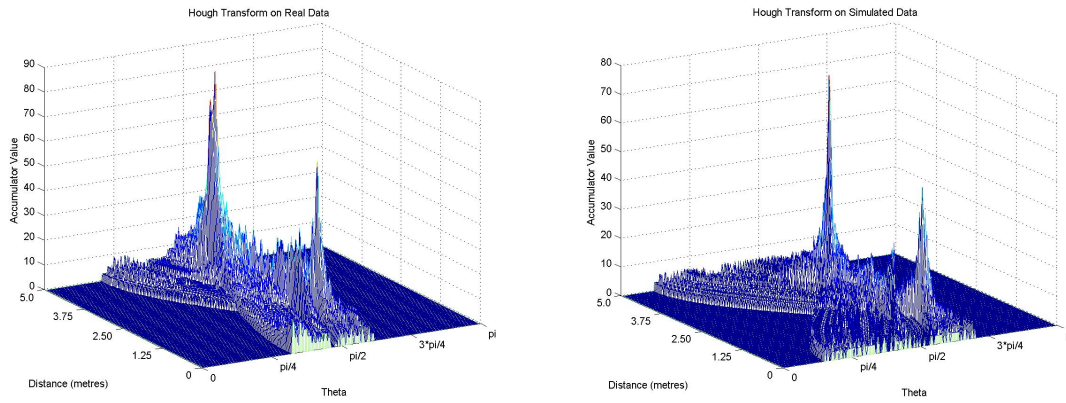 Hough Transform on Real Data
90
80
70
60
50
40
30
20
10
0
Accumulator Value
5.0
3.75
2.50
1.25
0
Distance (metres)
0
pi/4
pi/2
3*pi/4
pi
Theta
Hough Transform on Simulated Data
80
70
60
50
40
30
20
10
0
Accumulator Value
5.0
3.75
2.50
1.25
0
Distance (metres)
0
pi/4
pi/2
3*pi/4
Theta